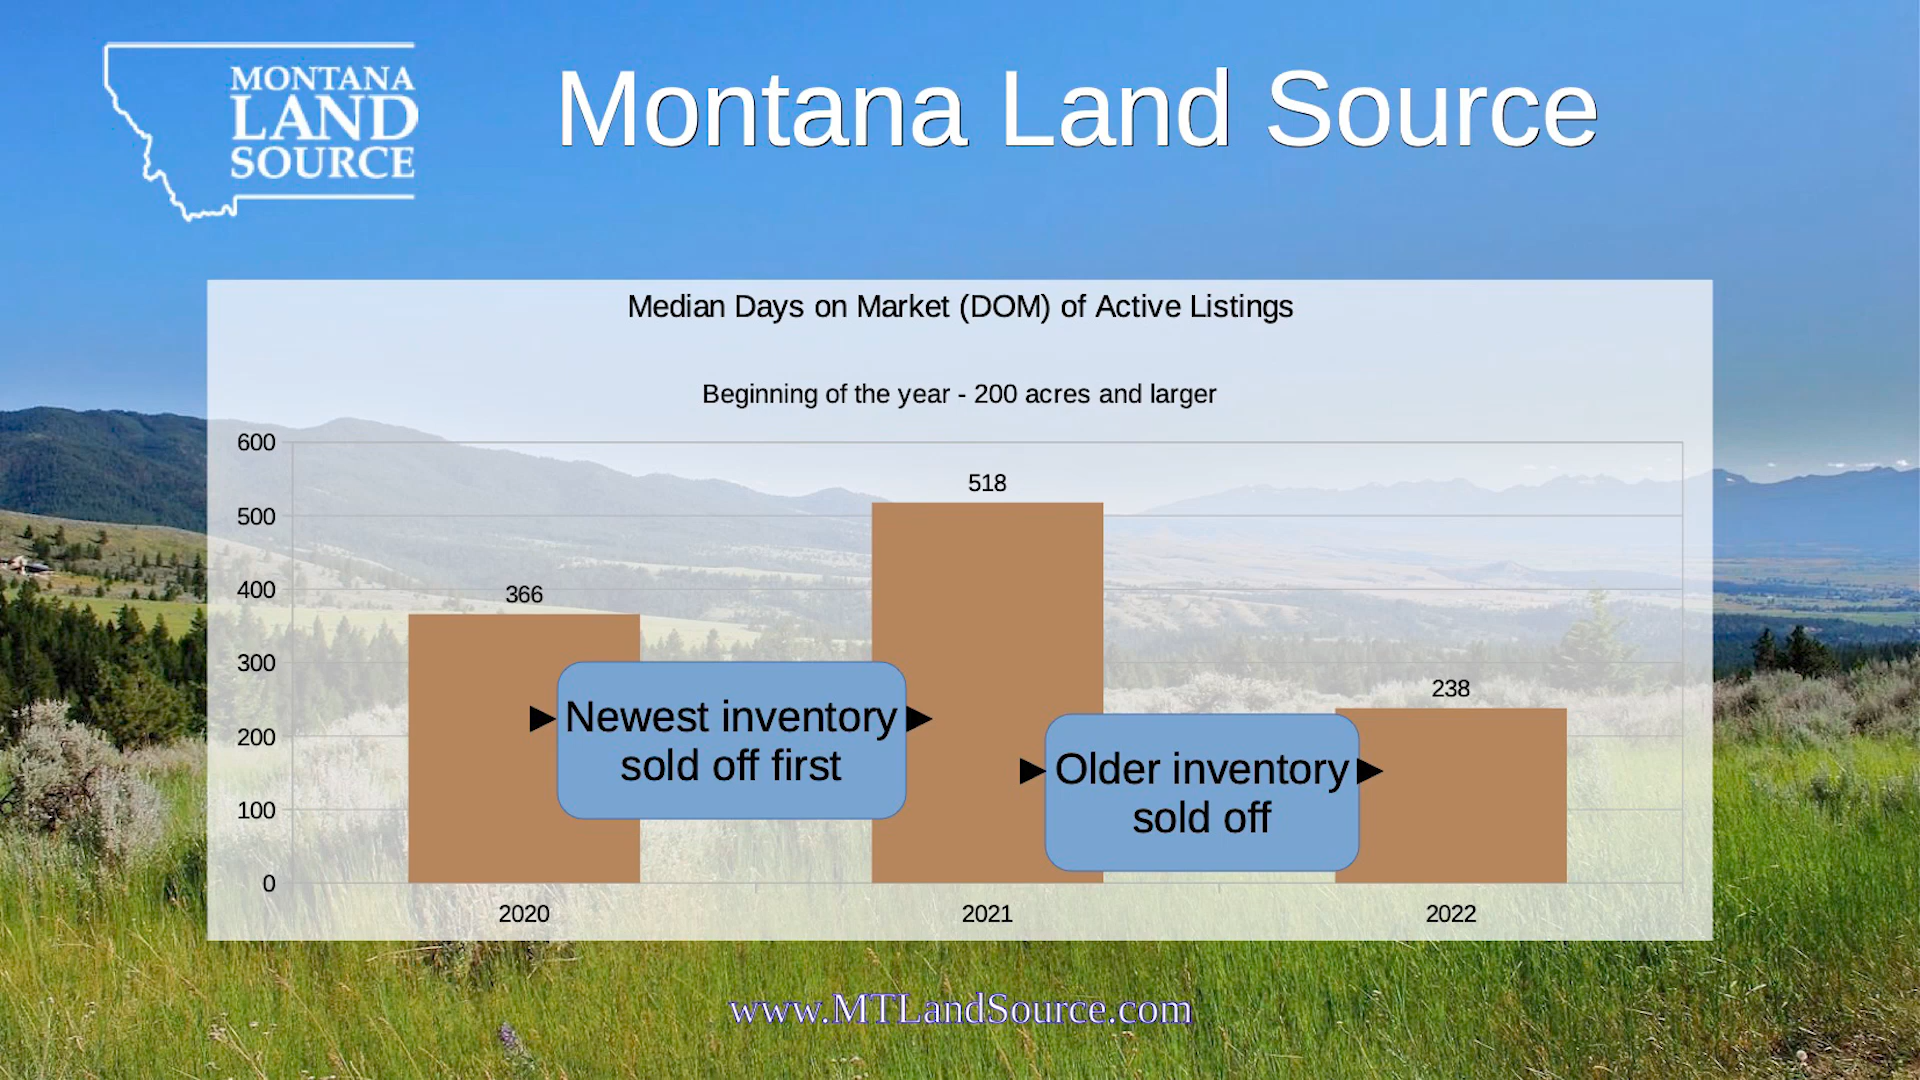 MONTANA
LAND
SOURCE
Montana Land Source
Median Days on Market (DOM) of Active Listings
Beginning of the year - 200 acres and larger
600
500
400
300
200
100
0
366
518
238
Newest inventory
sold off first
Older inventory
sold off
2020
2021
2022
www.MTLandSource.com